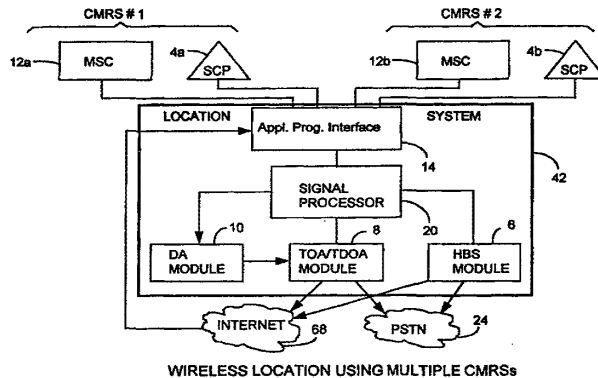 CMRS # 1
CMRS # 2
12a
MSC
4a
SCP
12b
MSC
4b
SCP
LOCATION
SYSTEM
Appl. Prog. Interface
14
42
SIGNAL
PROCESSOR
20
10
8
6
DA
MODULE
TOA/TDOA
MODULE
HBS
MODULE
INTERNET
68
PSTN
24
WIRELESS LOCATION USING MULTIPLE CMRSs